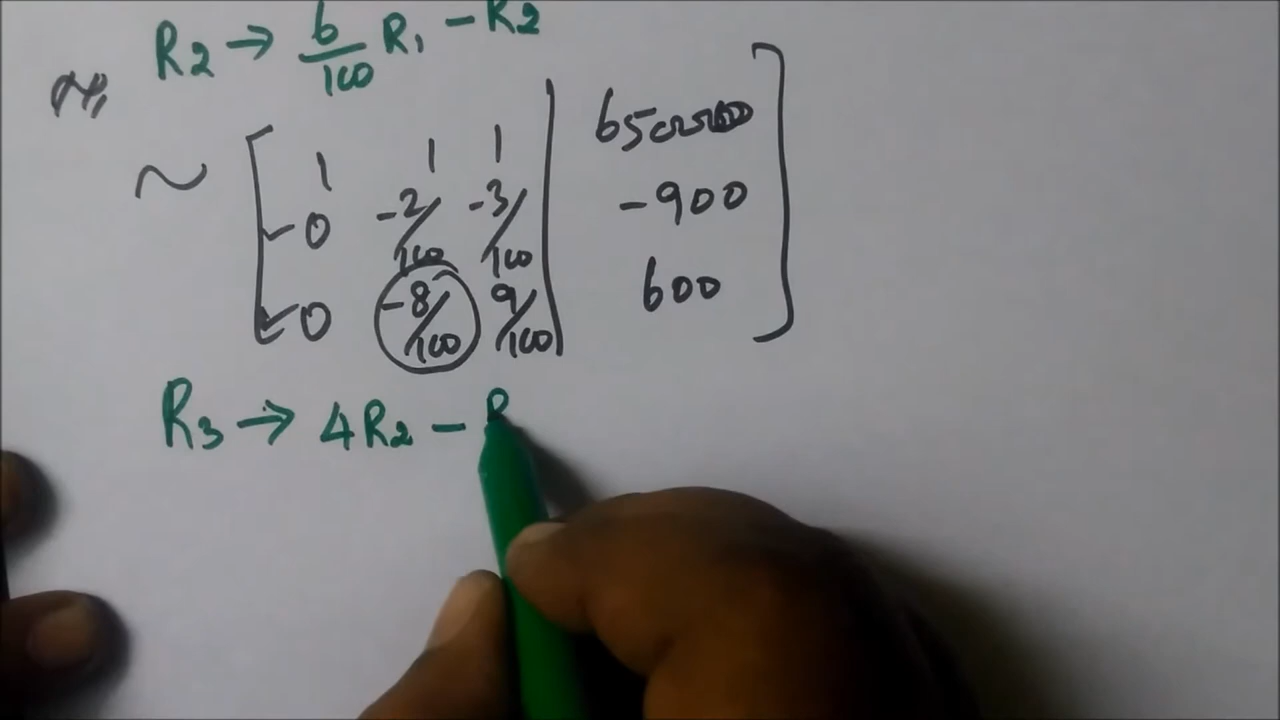 R2 → 6/100 R1 - R2
~ [ 1 1 1 | 65000 ]
0 -2/100 -3/100 | -900
0 -8/100 9/100 | 600
R3 → 4R2 - R